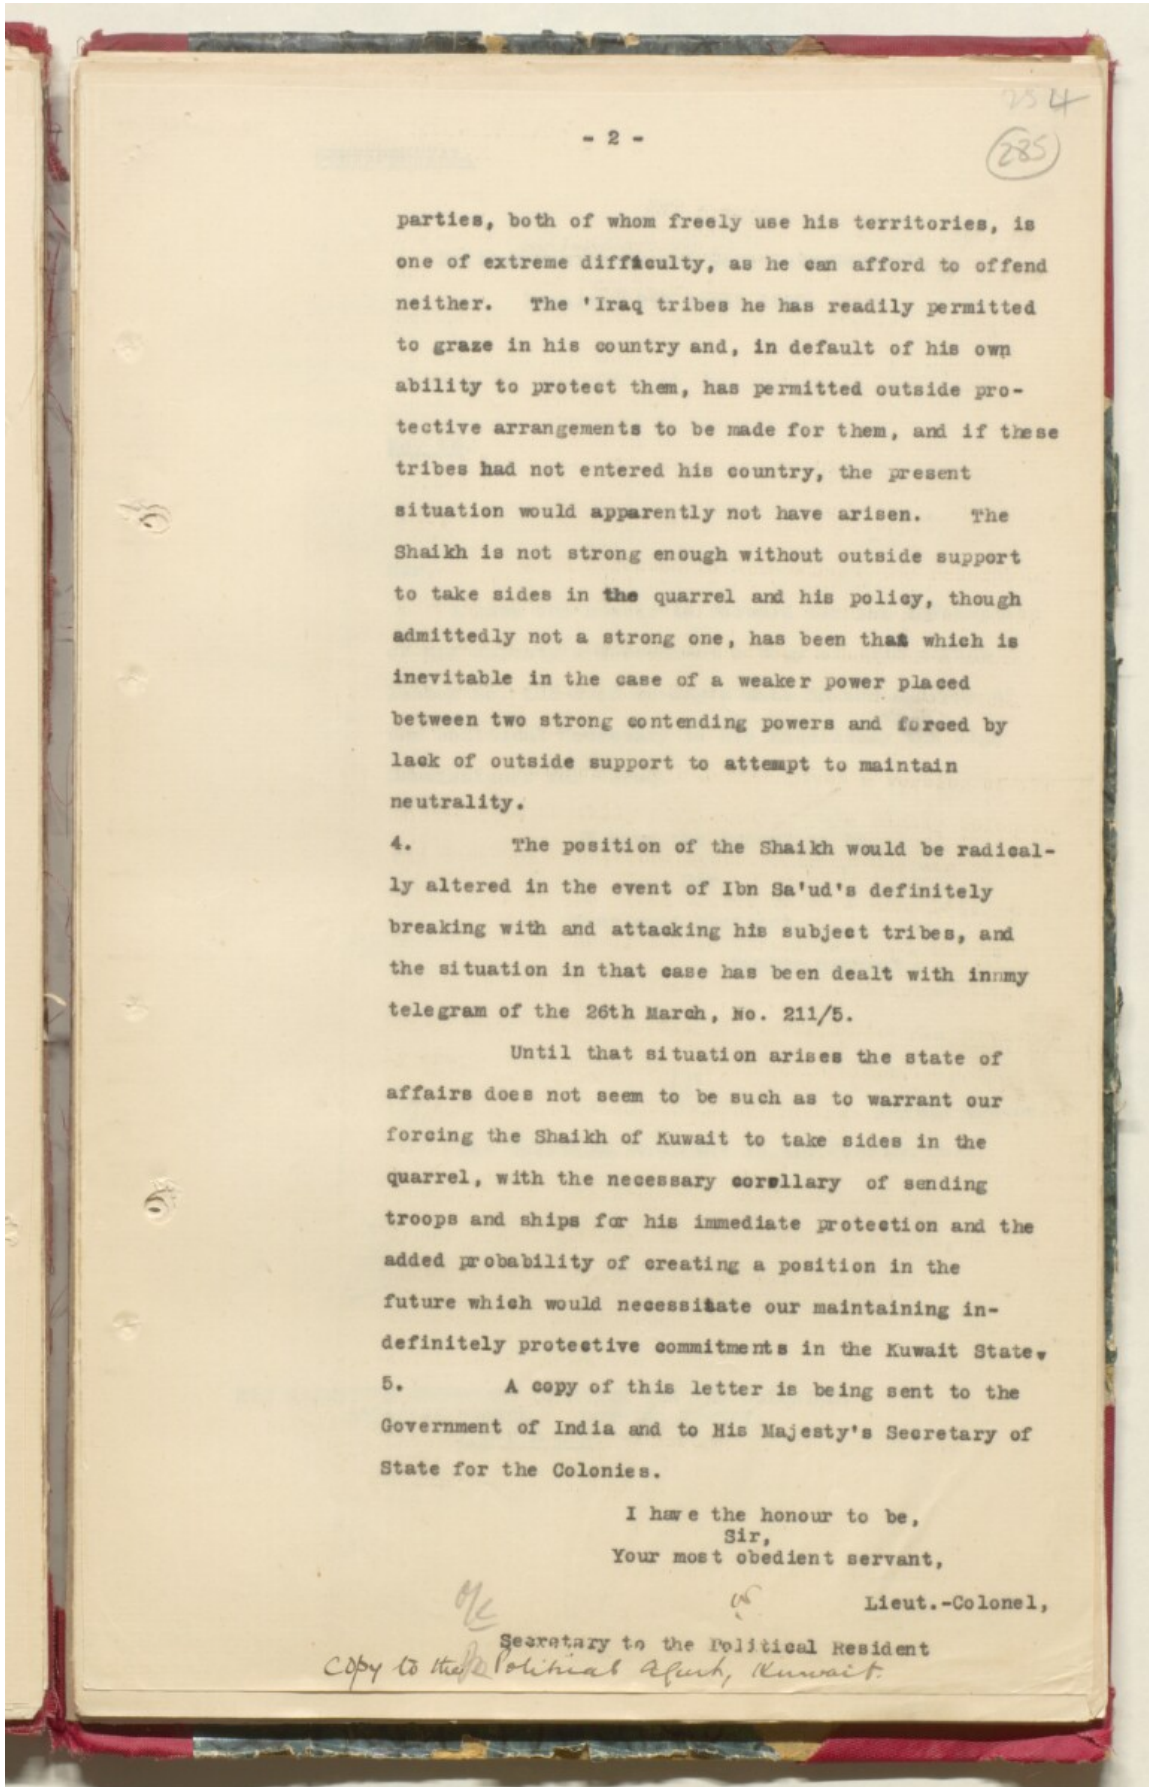 - 2 -
284
285
parties, both of whom freely use his territories, is
one of extreme difficulty, as he can afford to offend
neither. The 'Iraq tribes he has readily permitted
to graze in his country and, in default of his own
ability to protect them, has permitted outside pro-
tective arrangements to be made for them, and if these
tribes had not entered his country, the present
situation would apparently not have arisen. The
Shaikh is not strong enough without outside support
to take sides in the quarrel and his policy, though
admittedly not a strong one, has been that which is
inevitable in the case of a weaker power placed
between two strong contending powers and forced by
lack of outside support to attempt to maintain
neutrality.
4. The position of the Shaikh would be radical-
ly altered in the event of Ibn Sa'ud's definitely
breaking with and attacking his subject tribes, and
the situation in that case has been dealt with innmy
telegram of the 26th March, No. 211/5.
Until that situation arises the state of
affairs does not seem to be such as to warrant our
forcing the Shaikh of Kuwait to take sides in the
quarrel, with the necessary corollary of sending
troops and ships for his immediate protection and the
added probability of creating a position in the
future which would necessitate our maintaining in-
definitely protective commitments in the Kuwait State.
5. A copy of this letter is being sent to the
Government of India and to His Majesty's Secretary of
State for the Colonies.
I have the honour to be,
Sir,
Your most obedient servant,
Lieut.-Colonel,
Secretary to the Political Resident
Copy to the Political Agent, Kuwait.